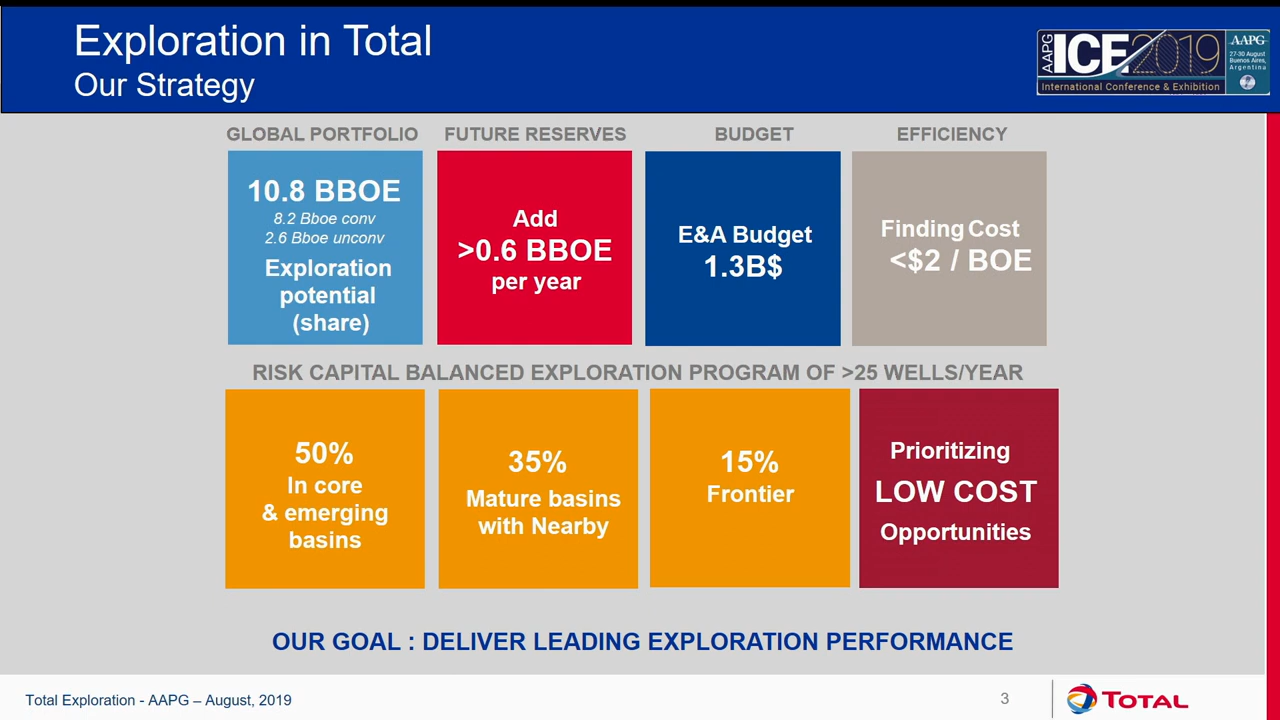 Exploration in Total
Our Strategy
AAPG
ICE
2019
International Conference & Exhibition
AAPG
27-30 August
Buenos Aires,
Argentina
GLOBAL PORTFOLIO
FUTURE RESERVES
BUDGET
EFFICIENCY
10.8 BBOE
8.2 Bboe conv
2.6 Bboe unconv
Exploration
potential
(share)
Add
>0.6 BBOE
per year
E&A Budget
1.3B$
Finding Cost
<$2 / BOE
RISK CAPITAL BALANCED EXPLORATION PROGRAM OF >25 WELLS/YEAR
50%
In core
& emerging
basins
35%
Mature basins
with Nearby
15%
Frontier
Prioritizing
LOW COST
Opportunities
OUR GOAL : DELIVER LEADING EXPLORATION PERFORMANCE
Total Exploration - AAPG – August, 2019
3
TOTAL